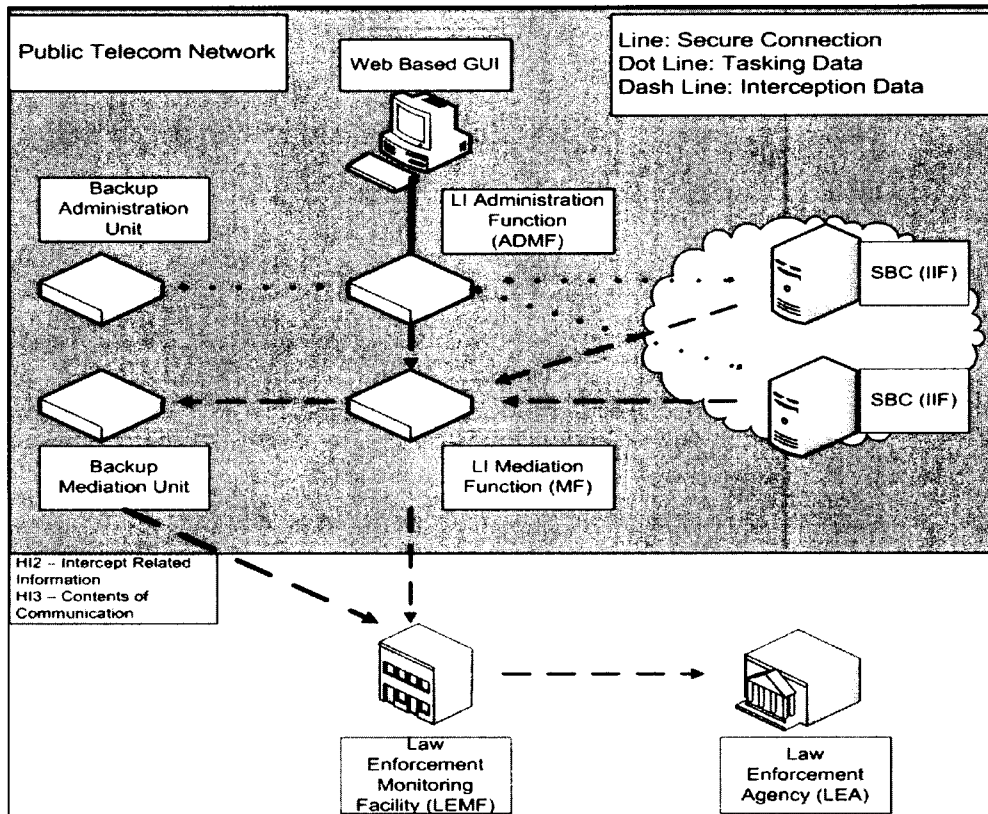 Public Telecom Network
Web Based GUI
Line: Secure Connection
Dot Line: Tasking Data
Dash Line: Interception Data
Backup
Administration
Unit
LI Administration
Function
(ADMF)
SBC (IIF)
SBC (IIF)
Backup
Mediation Unit
LI Mediation
Function (MF)
HI2 – Intercept Related
Information
HI3 – Contents of
Communication
Law
Enforcement
Monitoring
Facility (LEMF)
Law
Enforcement
Agency (LEA)